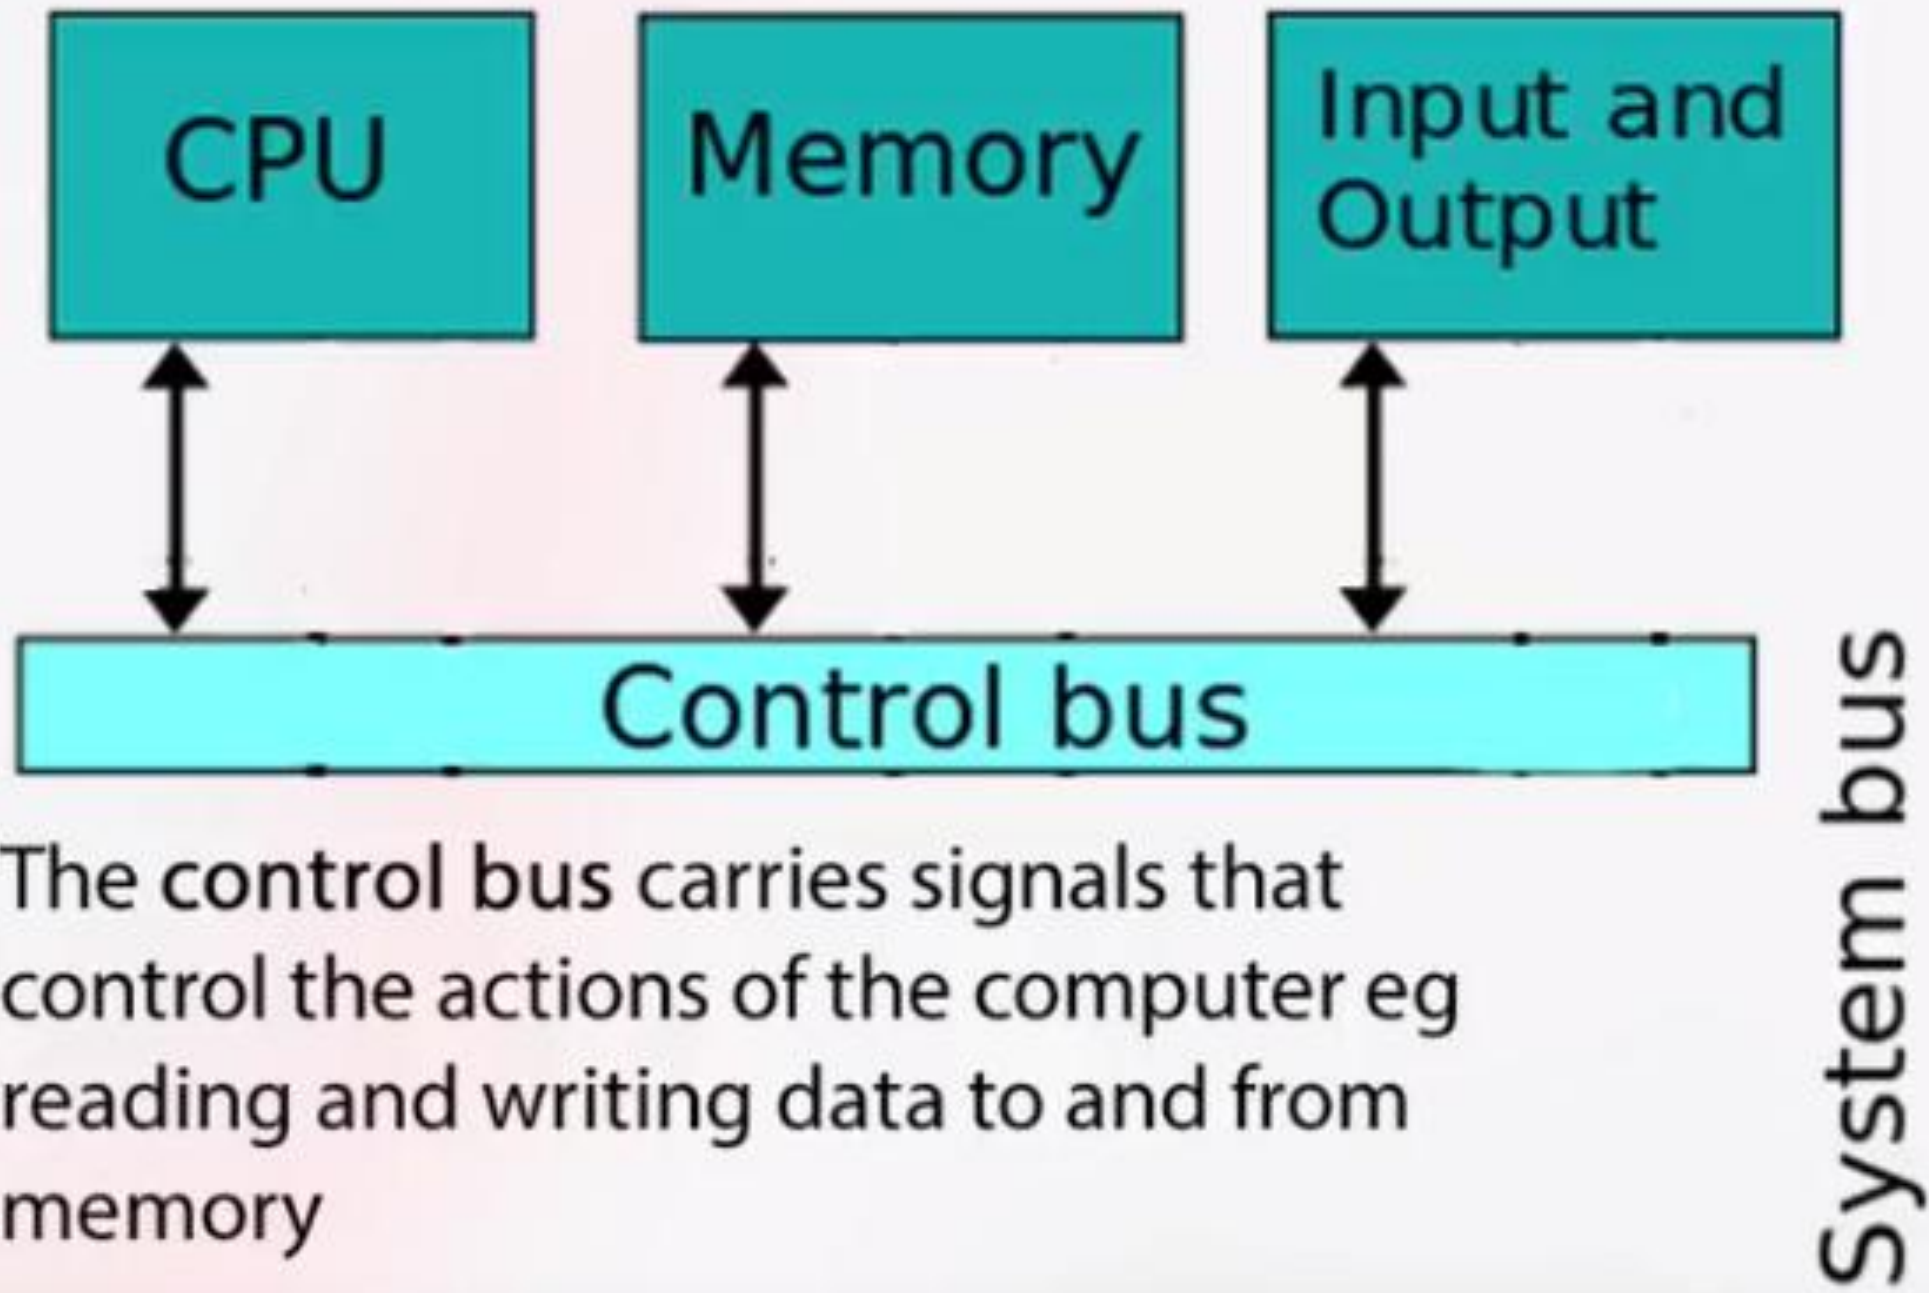 CPU
Memory
Input and
Output
Control bus
System bus
The control bus carries signals that
control the actions of the computer eg
reading and writing data to and from
memory